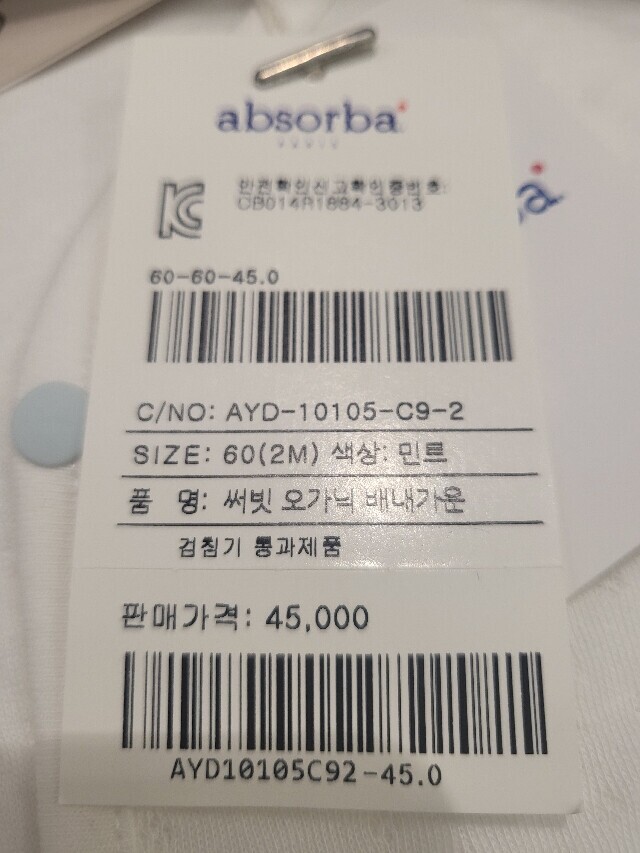 absorba
PARIS
안전확인신고확인증번호:
CB014R1884-3013
60-60-45.0
C/NO: AYD-10105-C9-2
SIZE: 60(2M) 색상: 민트
품 명: 써빗 오가닉 배내가운
검침기 통과제품
판매가격: 45,000
AYD10105C92-45.0